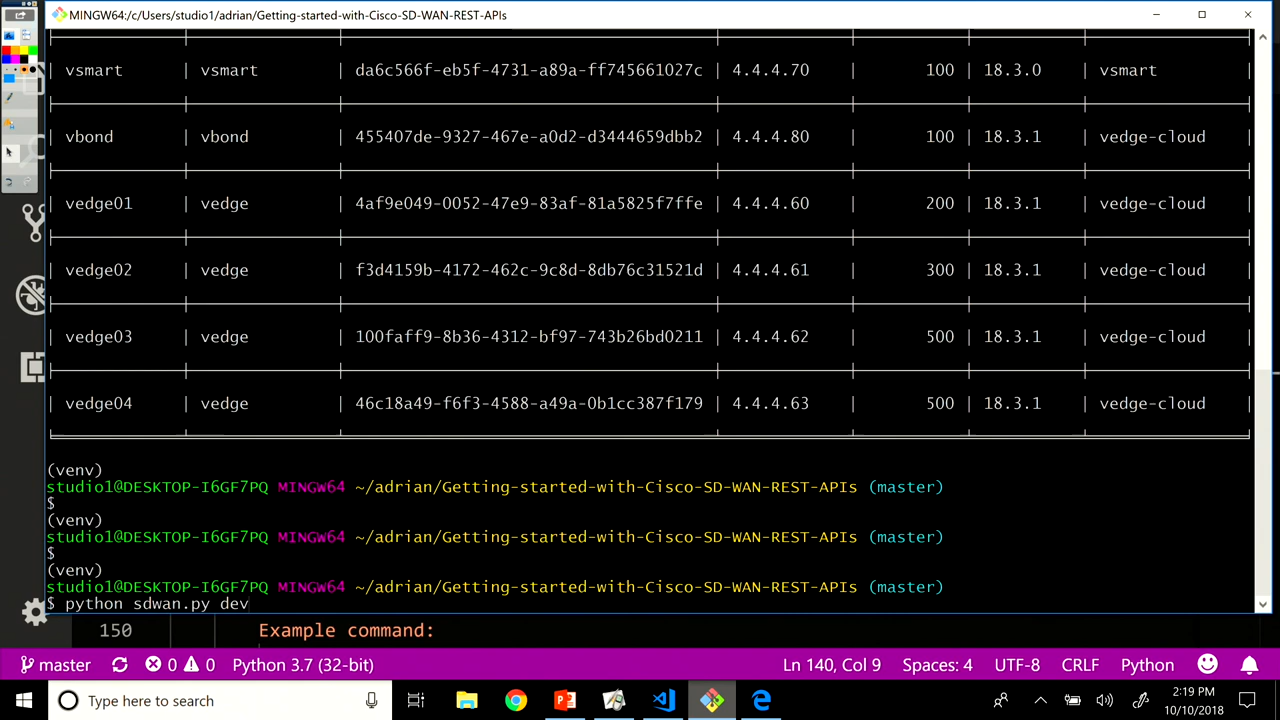 MINGW64:/c/Users/studio1/adrian/Getting-started-with-Cisco-SD-WAN-REST-APIs
| vsmart | vsmart | da6c566f-eb5f-4731-a89a-ff745661027c | 4.4.4.70 | 100 | 18.3.0 | vsmart |
| vbond | vbond | 455407de-9327-467e-a0d2-d3444659dbb2 | 4.4.4.80 | 100 | 18.3.1 | vedge-cloud |
| vedge01 | vedge | 4af9e049-0052-47e9-83af-81a5825f7ffe | 4.4.4.60 | 200 | 18.3.1 | vedge-cloud |
| vedge02 | vedge | f3d4159b-4172-462c-9c8d-8db76c31521d | 4.4.4.61 | 300 | 18.3.1 | vedge-cloud |
| vedge03 | vedge | 100faff9-8b36-4312-bf97-743b26bd0211 | 4.4.4.62 | 500 | 18.3.1 | vedge-cloud |
| vedge04 | vedge | 46c18a49-f6f3-4588-a49a-0b1cc387f179 | 4.4.4.63 | 500 | 18.3.1 | vedge-cloud |
(venv)
studio1@DESKTOP-I6GF7PQ MINGW64 ~/adrian/Getting-started-with-Cisco-SD-WAN-REST-APIs (master)
$
(venv)
studio1@DESKTOP-I6GF7PQ MINGW64 ~/adrian/Getting-started-with-Cisco-SD-WAN-REST-APIs (master)
$
(venv)
studio1@DESKTOP-I6GF7PQ MINGW64 ~/adrian/Getting-started-with-Cisco-SD-WAN-REST-APIs (master)
$ python sdwan.py dev
150 Example command:
master 0 0 Python 3.7 (32-bit) Ln 140, Col 9 Spaces: 4 UTF-8 CRLF Python
Type here to search
2:19 PM
10/10/2018